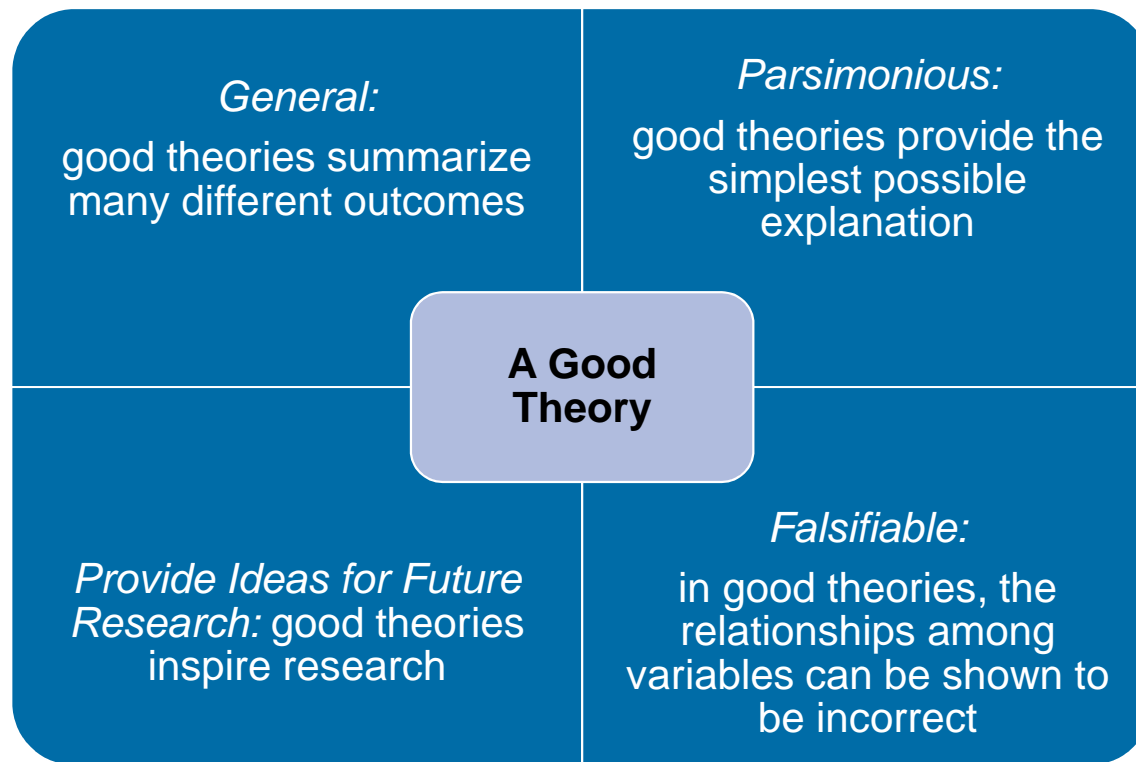 General:
good theories summarize
many different outcomes
Parsimonious:
good theories provide the
simplest possible
explanation
A Good
Theory
Provide Ideas for Future
Research: good theories
inspire research
Falsifiable:
in good theories, the
relationships among
variables can be shown to
be incorrect